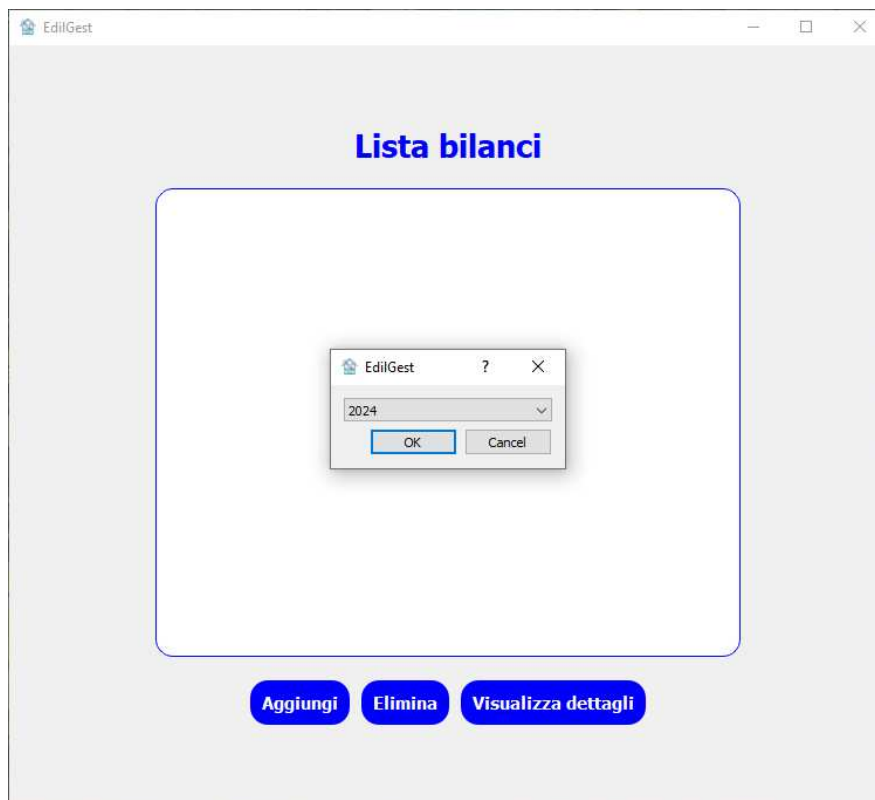 EdilGest
Lista bilanci
EdilGest ?
2024
OK Cancel
Aggiungi Elimina Visualizza dettagli